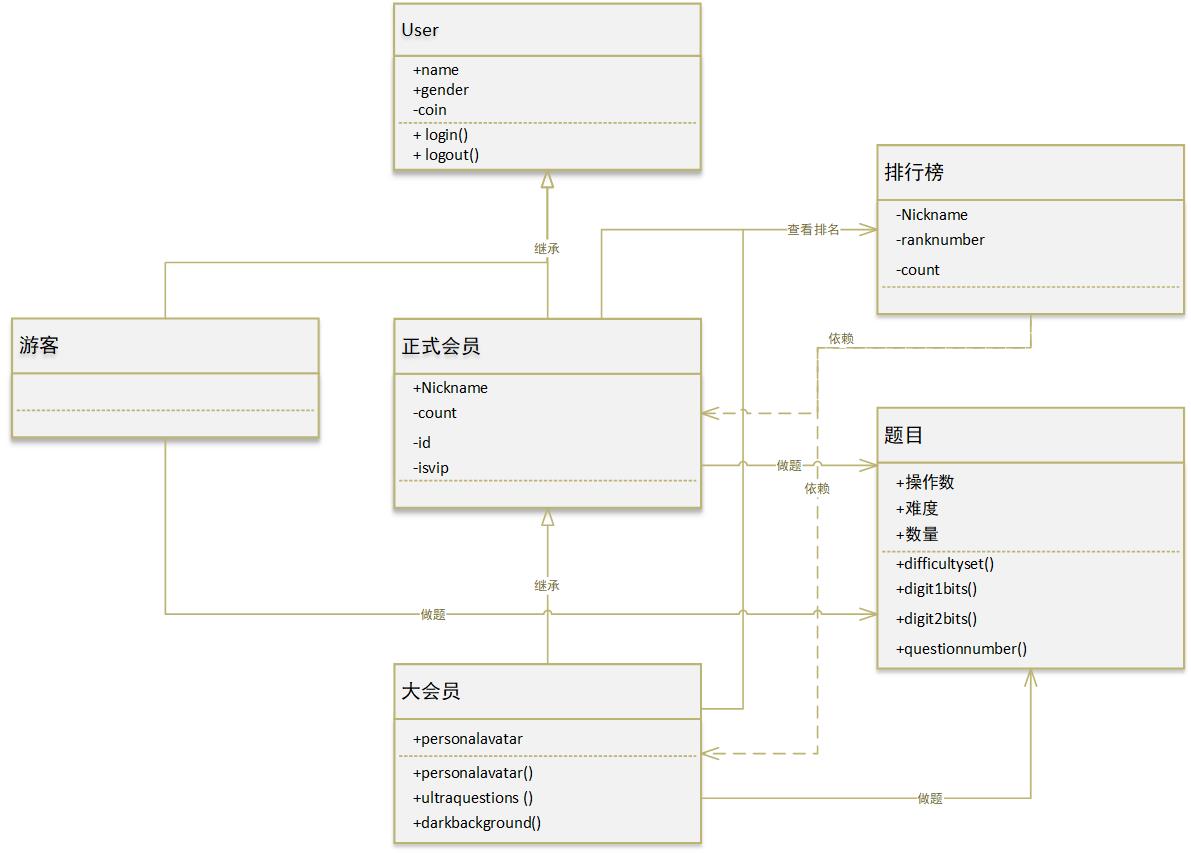 User
+name
+gender
-coin
+ login()
+ logout()
排行榜
-Nickname
-ranknumber
-count
查看排名
继承
游客
正式会员
+Nickname
-count
-id
-isvip
依赖
做题
依赖
题目
+操作数
+难度
+数量
+difficultyset()
+digit1bits()
+digit2bits()
+questionnumber()
继承
做题
大会员
+personalavatar
+personalavatar()
+ultraquestions ()
+darkbackground()
做题